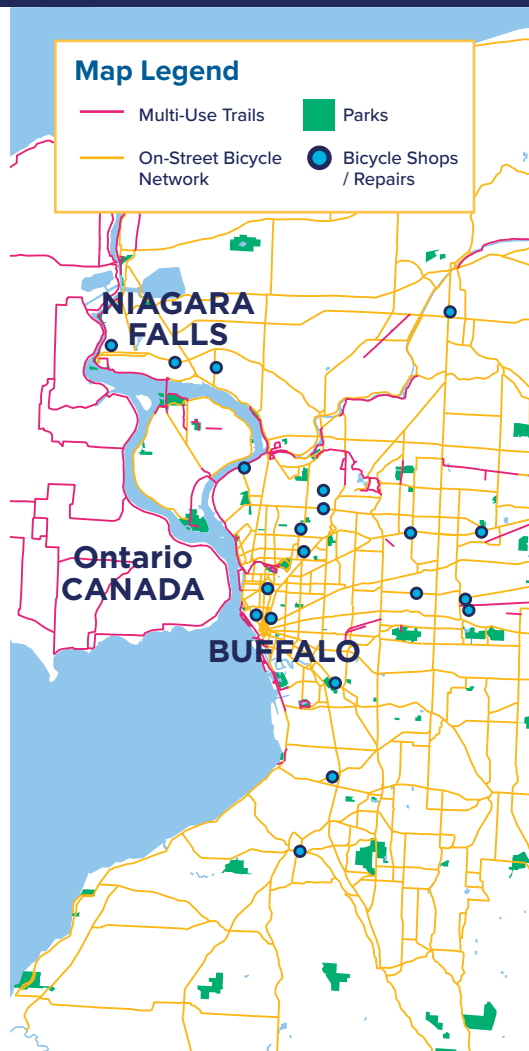 Map Legend
Multi-Use Trails
Parks
On-Street Bicycle
Network
Bicycle Shops
/ Repairs
NIAGARA
FALLS
Ontario
CANADA
BUFFALO